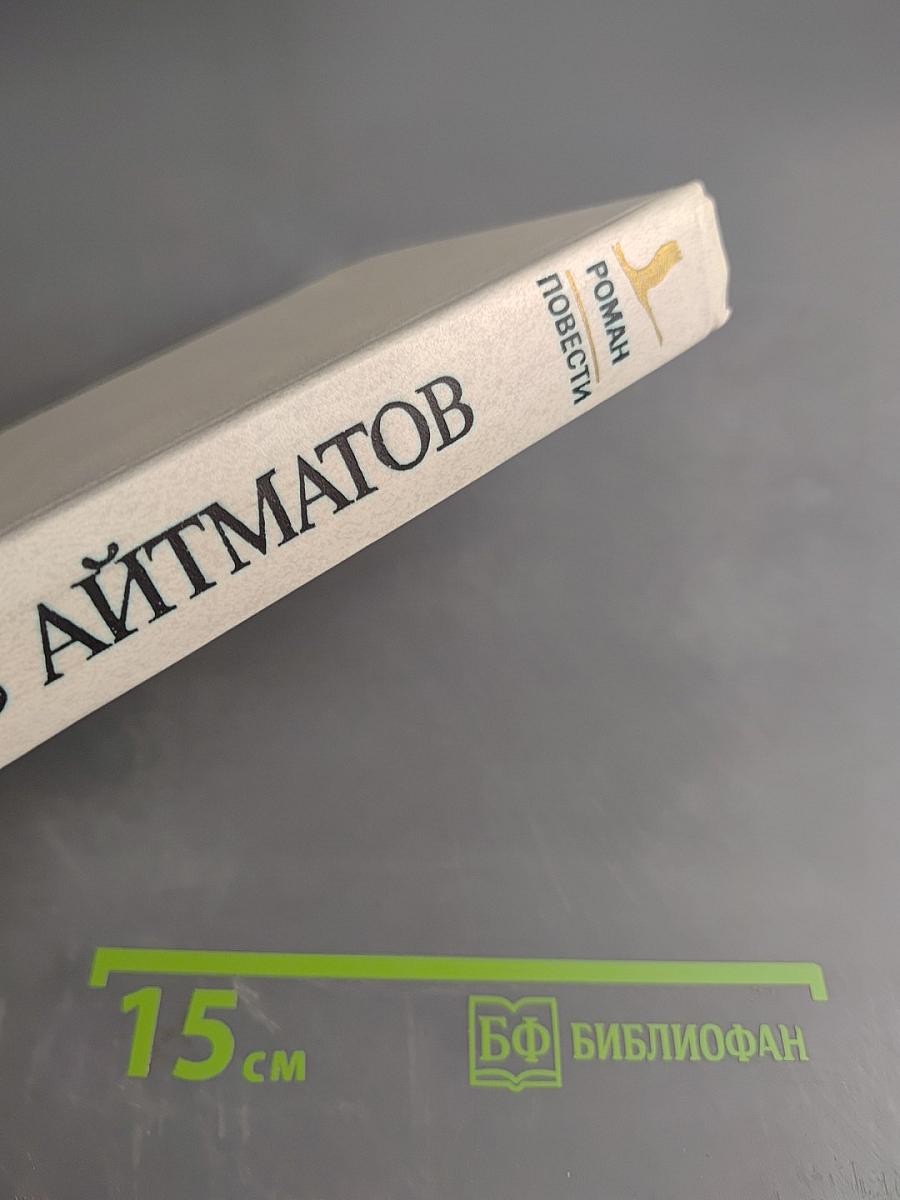 АЙТМАТОВ
РОМАН
ПОВЕСТИ
15 см
БФ БИБЛИОФАН